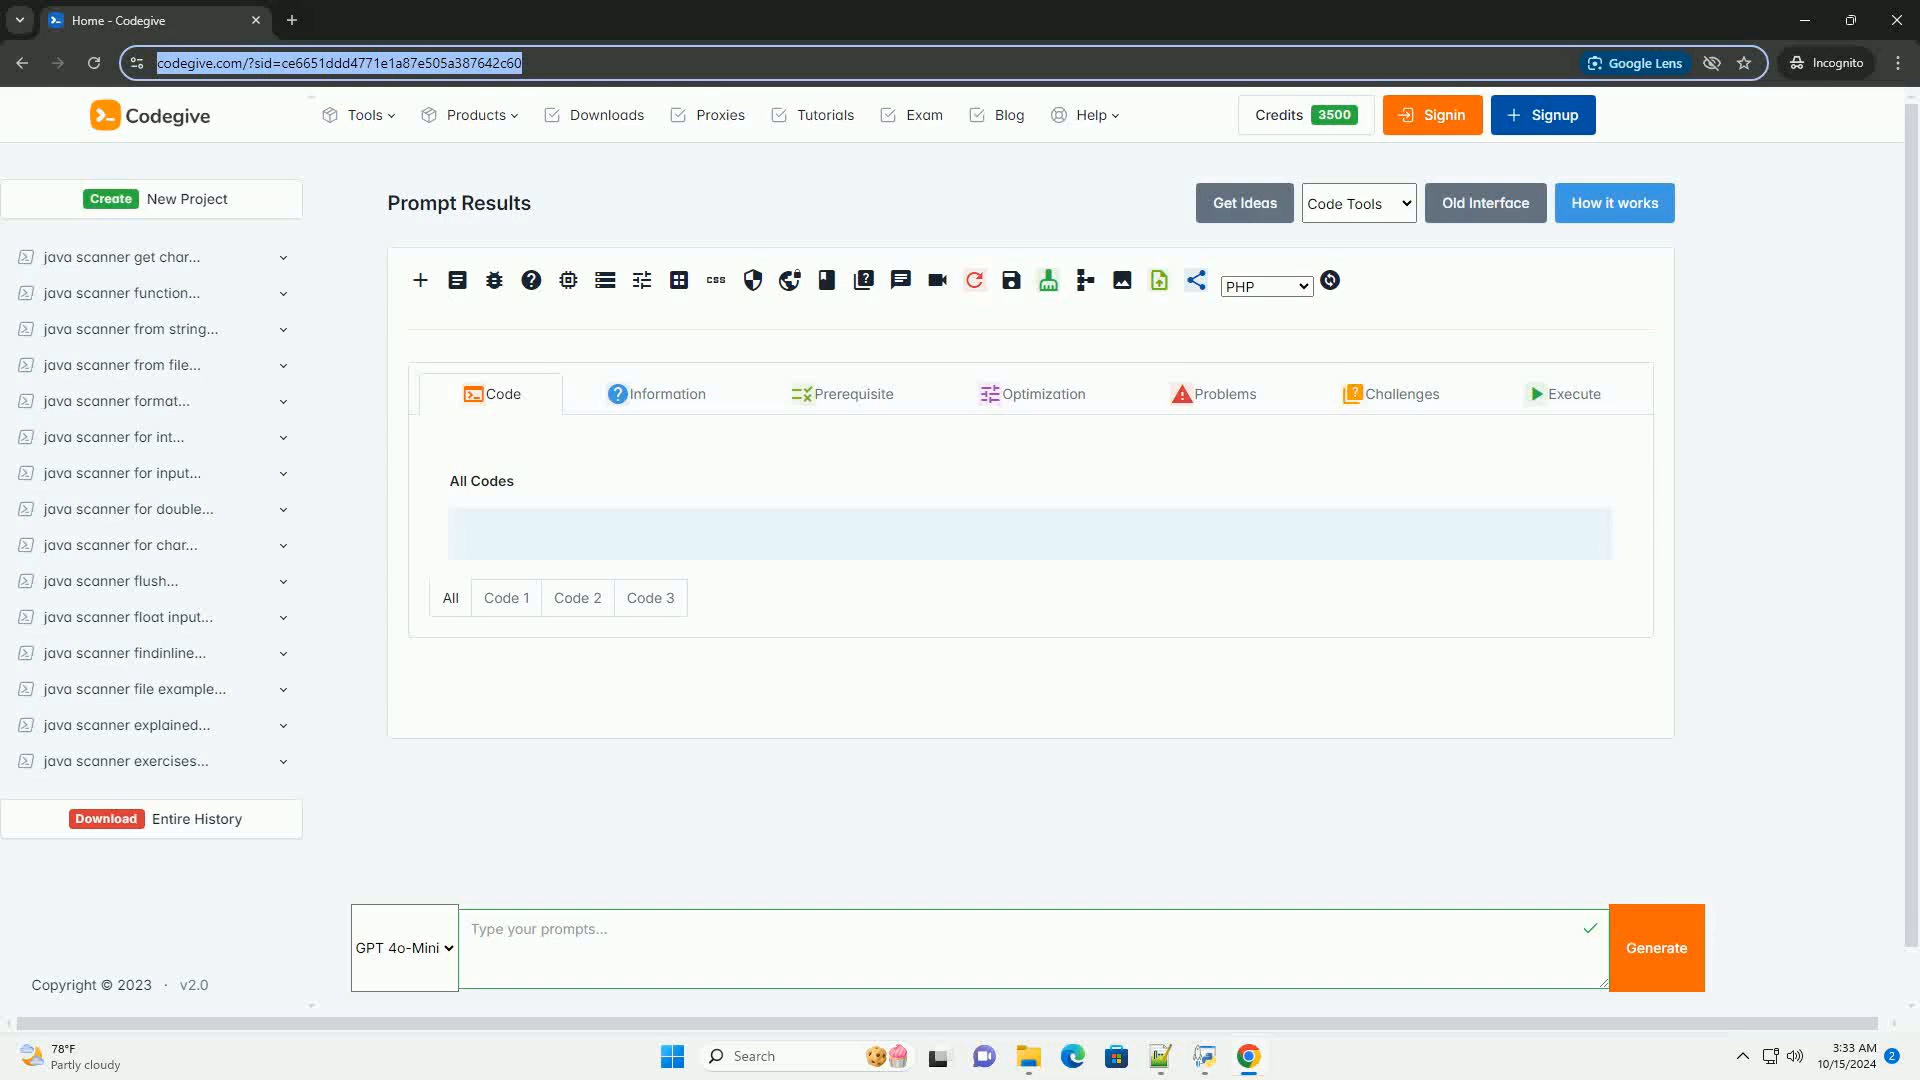 Home - Codegive
codegive.com/?sid=ce6651ddd4771e1a87e505a387642c60
Google Lens
Incognito
Codegive
Tools
Products
Downloads
Proxies
Tutorials
Exam
Blog
Help
Credits 3500
Signin
Signup
Create New Project
java scanner get char...
java scanner function...
java scanner from string...
java scanner from file...
java scanner format...
java scanner for int...
java scanner for input...
java scanner for double...
java scanner for char...
java scanner flush...
java scanner float input...
java scanner findinline...
java scanner file example...
java scanner explained...
java scanner exercises...
Download Entire History
Copyright © 2023 · v2.0
Prompt Results
Get Ideas
Code Tools
Old Interface
How it works
css
PHP
Code
Information
Prerequisite
Optimization
Problems
Challenges
Execute
All Codes
All
Code 1
Code 2
Code 3
GPT 4o-Mini
Type your prompts...
Generate
78°F
Partly cloudy
Search
3:33 AM
10/15/2024
2